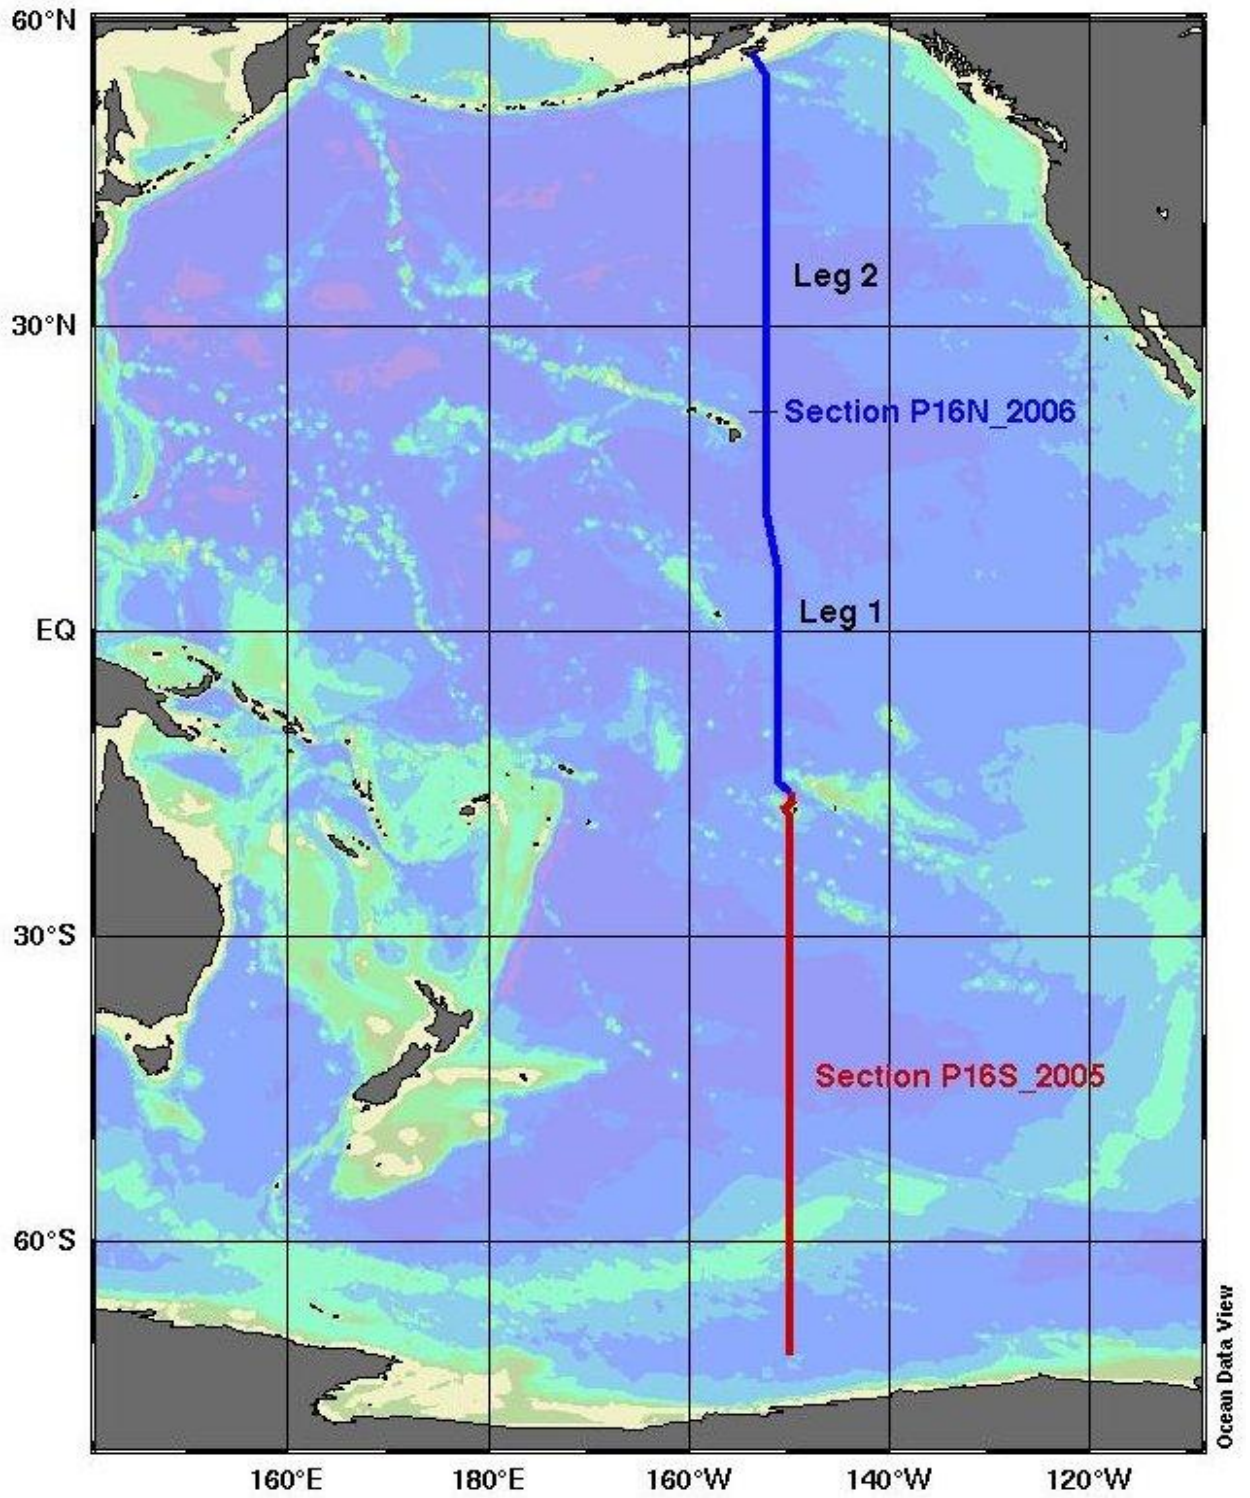 60°N
Leg 2
30°N
Section P16N_2006
Leg 1
EQ
30°S
Section P16S_2005
60°S
Ocean Data View
160°E 180°E 160°W 140°W 120°W